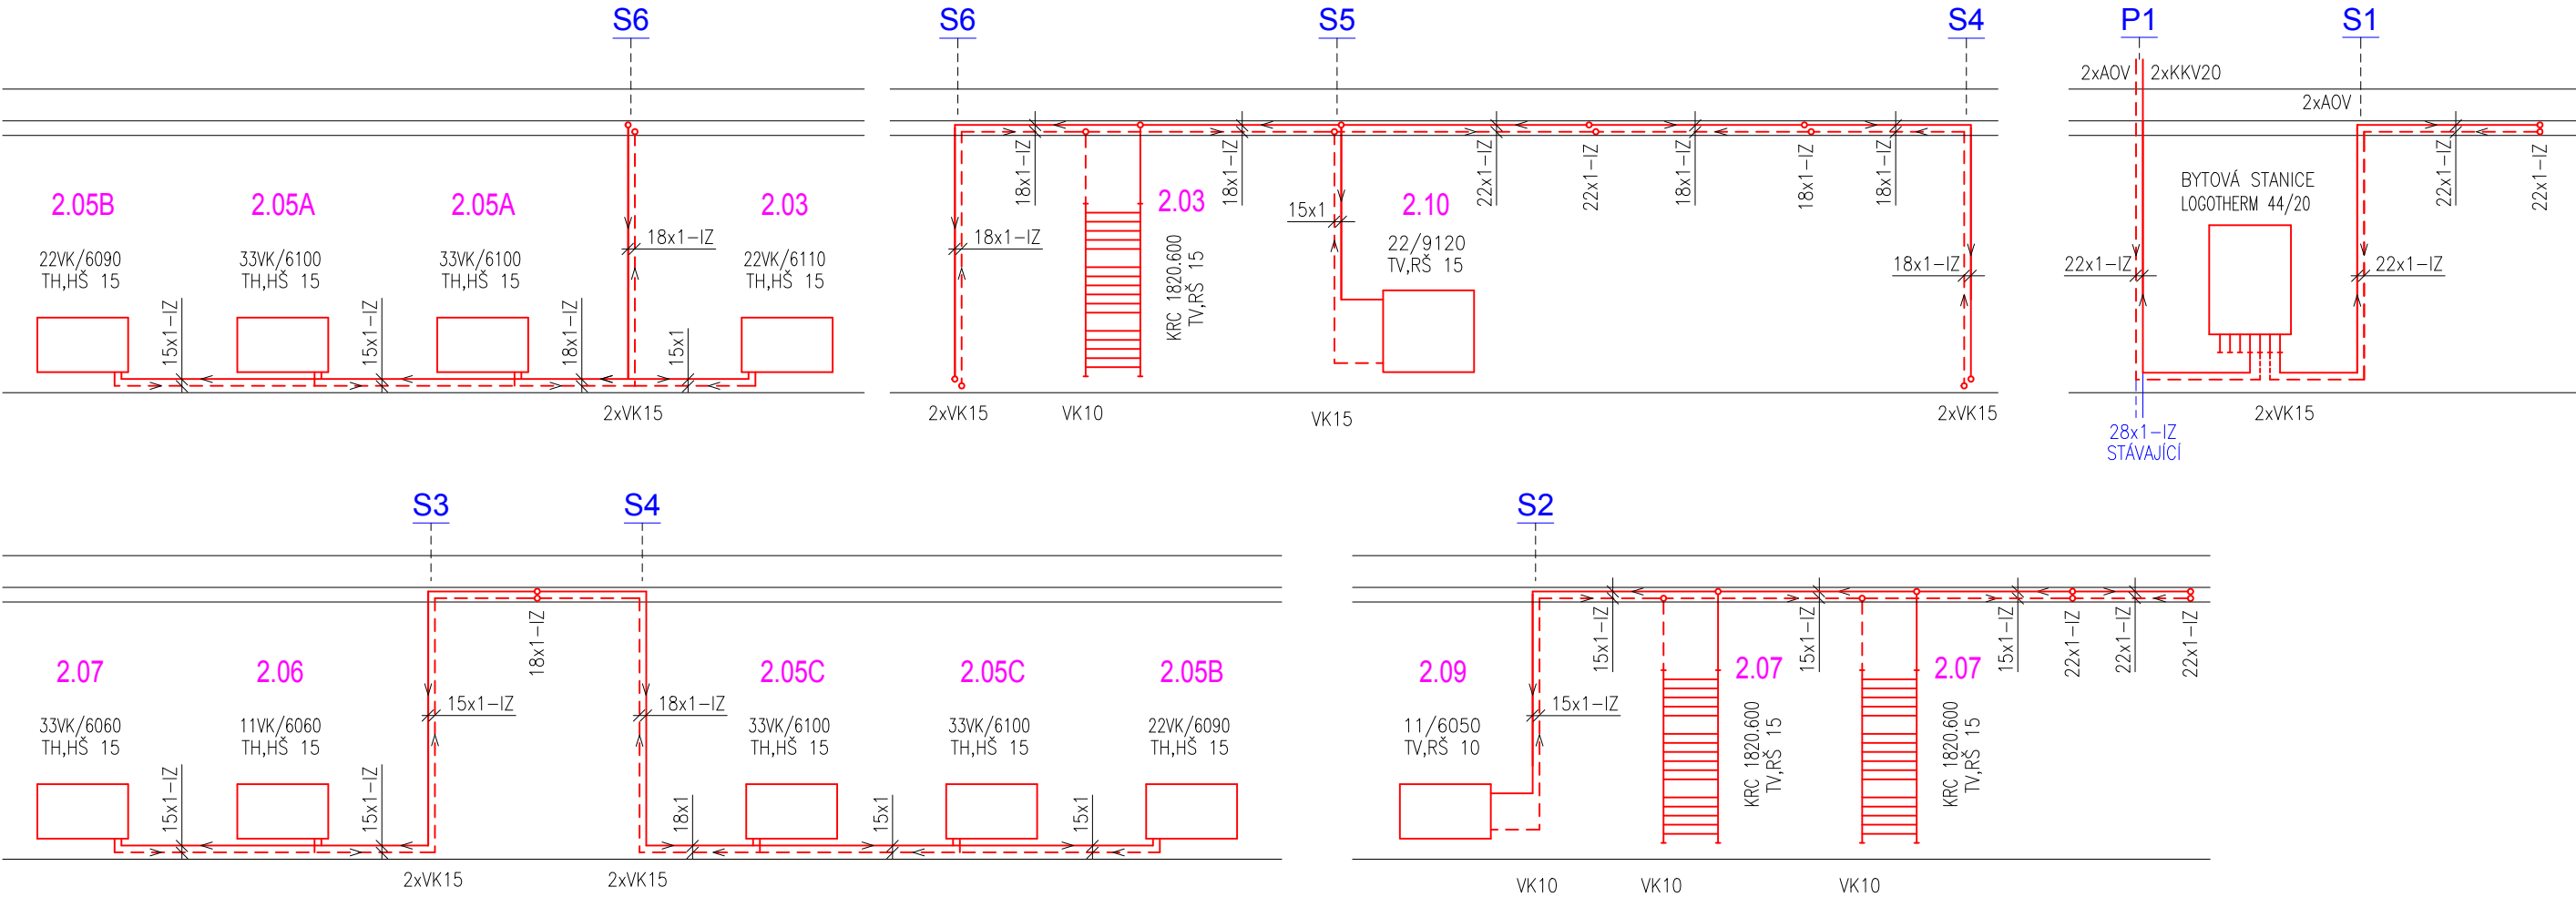 S6
S6
S5
S4
P1
S1
2xAOV
2xKKV20
2xAOV
2.05B
22VK/6090
TH,HŠ 15
2.05A
33VK/6100
TH,HŠ 15
2.05A
33VK/6100
TH,HŠ 15
2.03
22VK/6110
TH,HŠ 15
18x1-IZ
15x1-IZ
15x1-IZ
18x1-IZ
15x1
2xVK15
18x1-IZ
18x1-IZ
18x1-IZ
22x1-IZ
22x1-IZ
18x1-IZ
18x1-IZ
18x1-IZ
18x1-IZ
2.03
KRC 1820.600
TV,RŠ 15
15x1
2.10
22/9120
TV,RŠ 15
18x1-IZ
2xVK15
VK10
VK15
2xVK15
BYTOVÁ STANICE
LOGOTHERM 44/20
22x1-IZ
22x1-IZ
22x1-IZ
22x1-IZ
2xVK15
28x1-IZ
STÁVAJÍCÍ
S3
S4
S2
2.07
33VK/6060
TH,HŠ 15
2.06
11VK/6060
TH,HŠ 15
15x1-IZ
18x1-IZ
18x1-IZ
2.05C
33VK/6100
TH,HŠ 15
2.05C
33VK/6100
TH,HŠ 15
2.05B
22VK/6090
TH,HŠ 15
15x1-IZ
15x1-IZ
18x1
15x1
15x1
2xVK15
2xVK15
2.09
11/6050
TV,RŠ 10
15x1-IZ
15x1-IZ
15x1-IZ
15x1-IZ
22x1-IZ
22x1-IZ
22x1-IZ
2.07
KRC 1820.600
TV,RŠ 15
2.07
KRC 1820.600
TV,RŠ 15
VK10
VK10
VK10